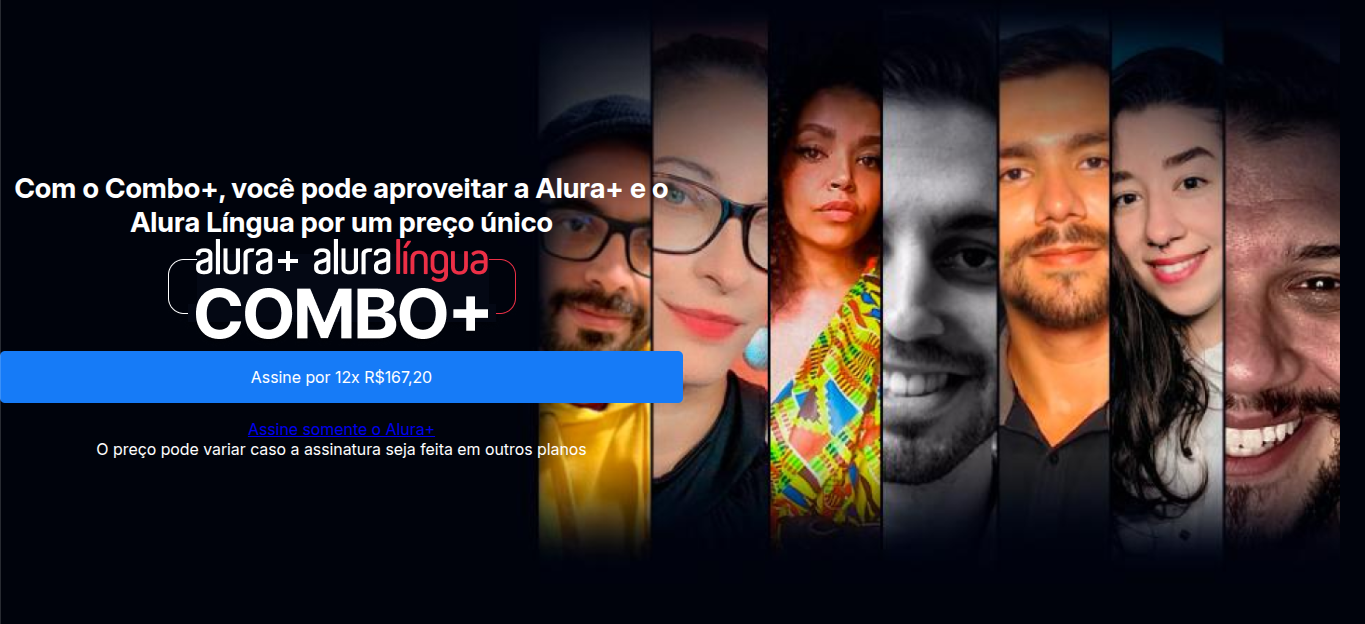 Com o Combo+, você pode aproveitar a Alura+ e o
Alura Língua por um preço único
alura+ aluralíngua
COMBO+
Assine por 12x R$167,20
Assine somente o Alura+
O preço pode variar caso a assinatura seja feita em outros planos